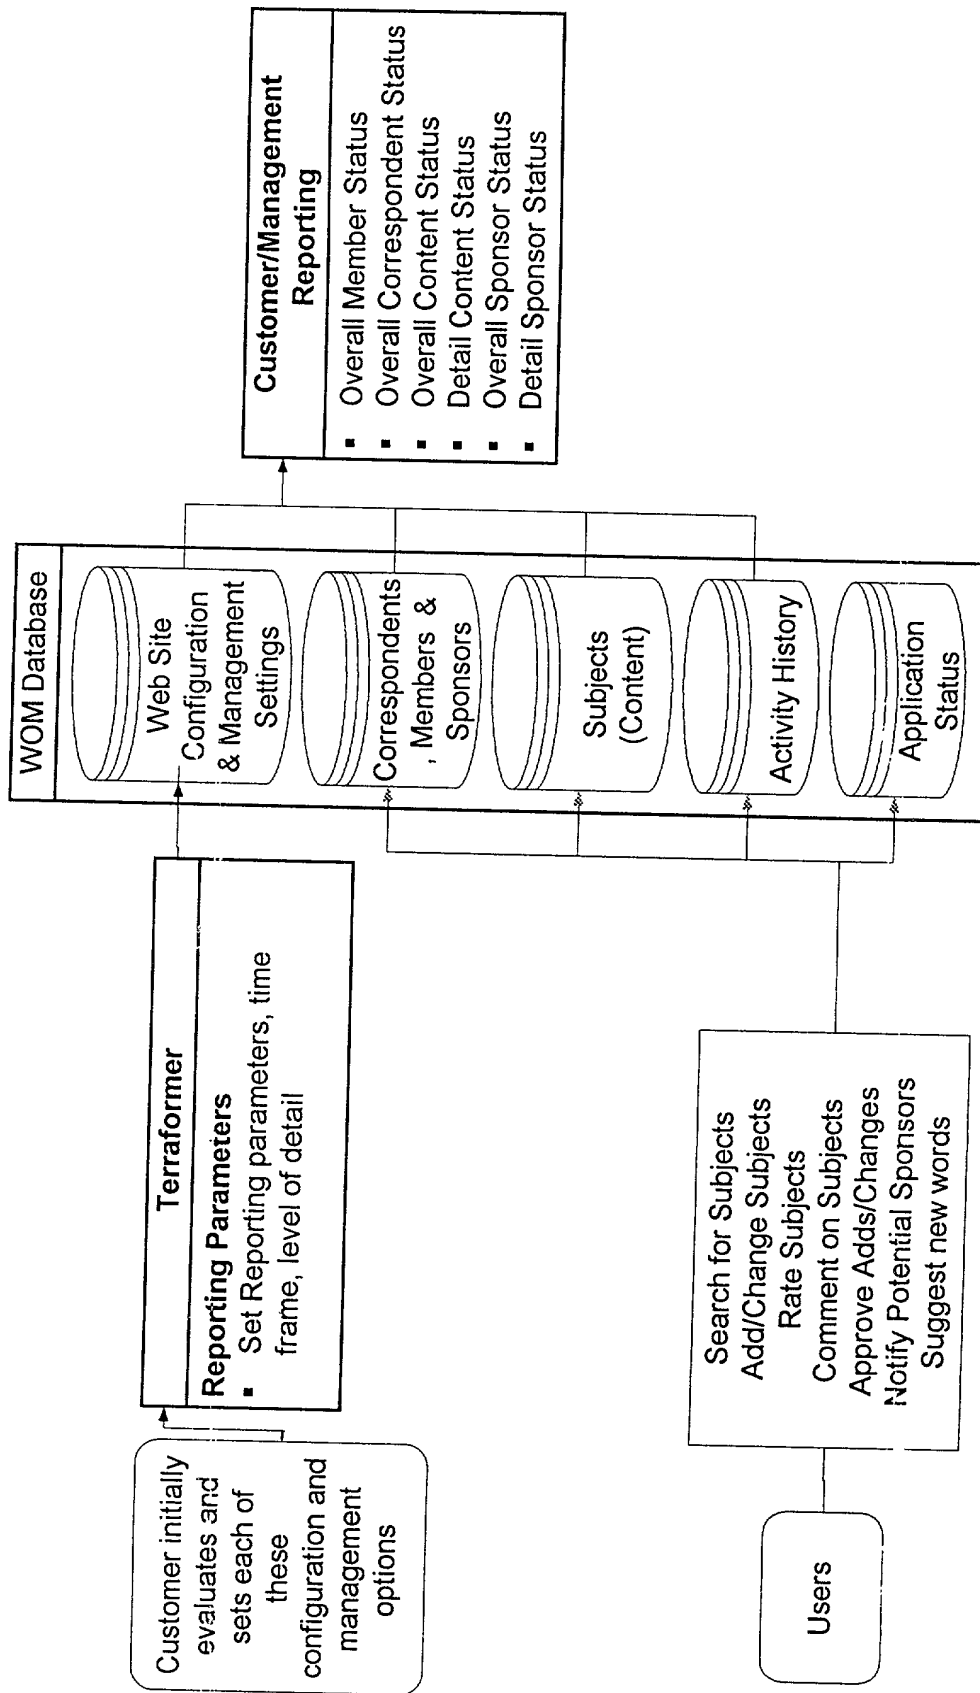 Customer initially
evaluates and
sets each of
these
configuration and
management
options
Terraformer
Reporting Parameters
▪ Set Reporting parameters, time
frame, level of detail
WOM Database
Web Site
Configuration
& Management
Settings
Correspondents
, Members &
Sponsors
Subjects
(Content)
Activity History
Application
Status
Customer/Management
Reporting
▪ Overall Member Status
▪ Overall Correspondent Status
▪ Overall Content Status
▪ Detail Content Status
▪ Overall Sponsor Status
▪ Detail Sponsor Status
Users
Search for Subjects
Add/Change Subjects
Rate Subjects
Comment on Subjects
Approve Adds/Changes
Notify Potential Sponsors
Suggest new words